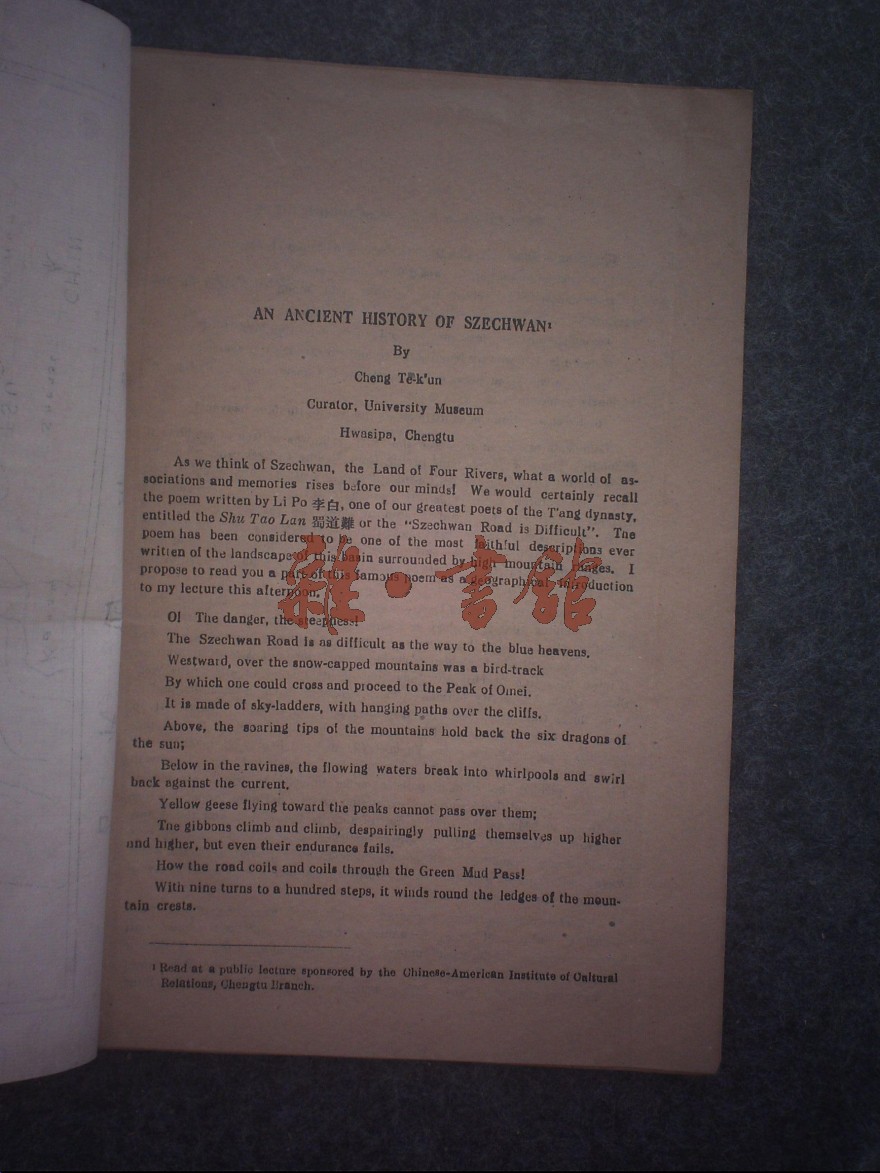 AN ANCIENT HISTORY OF SZECHWAN¹
By
Cheng Tê-k'un
Curator, University Museum
Hwasipa, Chengtu
As we think of Szechwan, the Land of Four Rivers, what a world of as-
sociations and memories rises before our minds! We would certainly recall
the poem written by Li Po 李白, one of our greatest poets of the T'ang dynasty,
entitled the Shu Tao Lan 蜀道難 or the "Szechwan Road is Difficult". The
poem has been considered to be one of the most faithful descriptions ever
written of the landscape of this basin surrounded by high mountain ranges. I
propose to read you a part of this famous poem as a geographical introduction
to my lecture this afternoon.
雜·書館
O! The danger, the steepness!
The Szechwan Road is as difficult as the way to the blue heavens.
Westward, over the snow-capped mountains was a bird-track
By which one could cross and proceed to the Peak of Omei.
It is made of sky-ladders, with hanging paths over the cliffs.
Above, the soaring tips of the mountains hold back the six dragons of
the sun;
Below in the ravines, the flowing waters break into whirlpools and swirl
back against the current.
Yellow geese flying toward the peaks cannot pass over them;
The gibbons climb and climb, despairingly pulling themselves up higher
and higher, but even their endurance fails.
How the road coils and coils through the Green Mud Pass!
With nine turns to a hundred steps, it winds round the ledges of the moun-
tain crests.
¹ Read at a public lecture sponsored by the Chinese-American Institute of Cultural
Relations, Chengtu Branch.